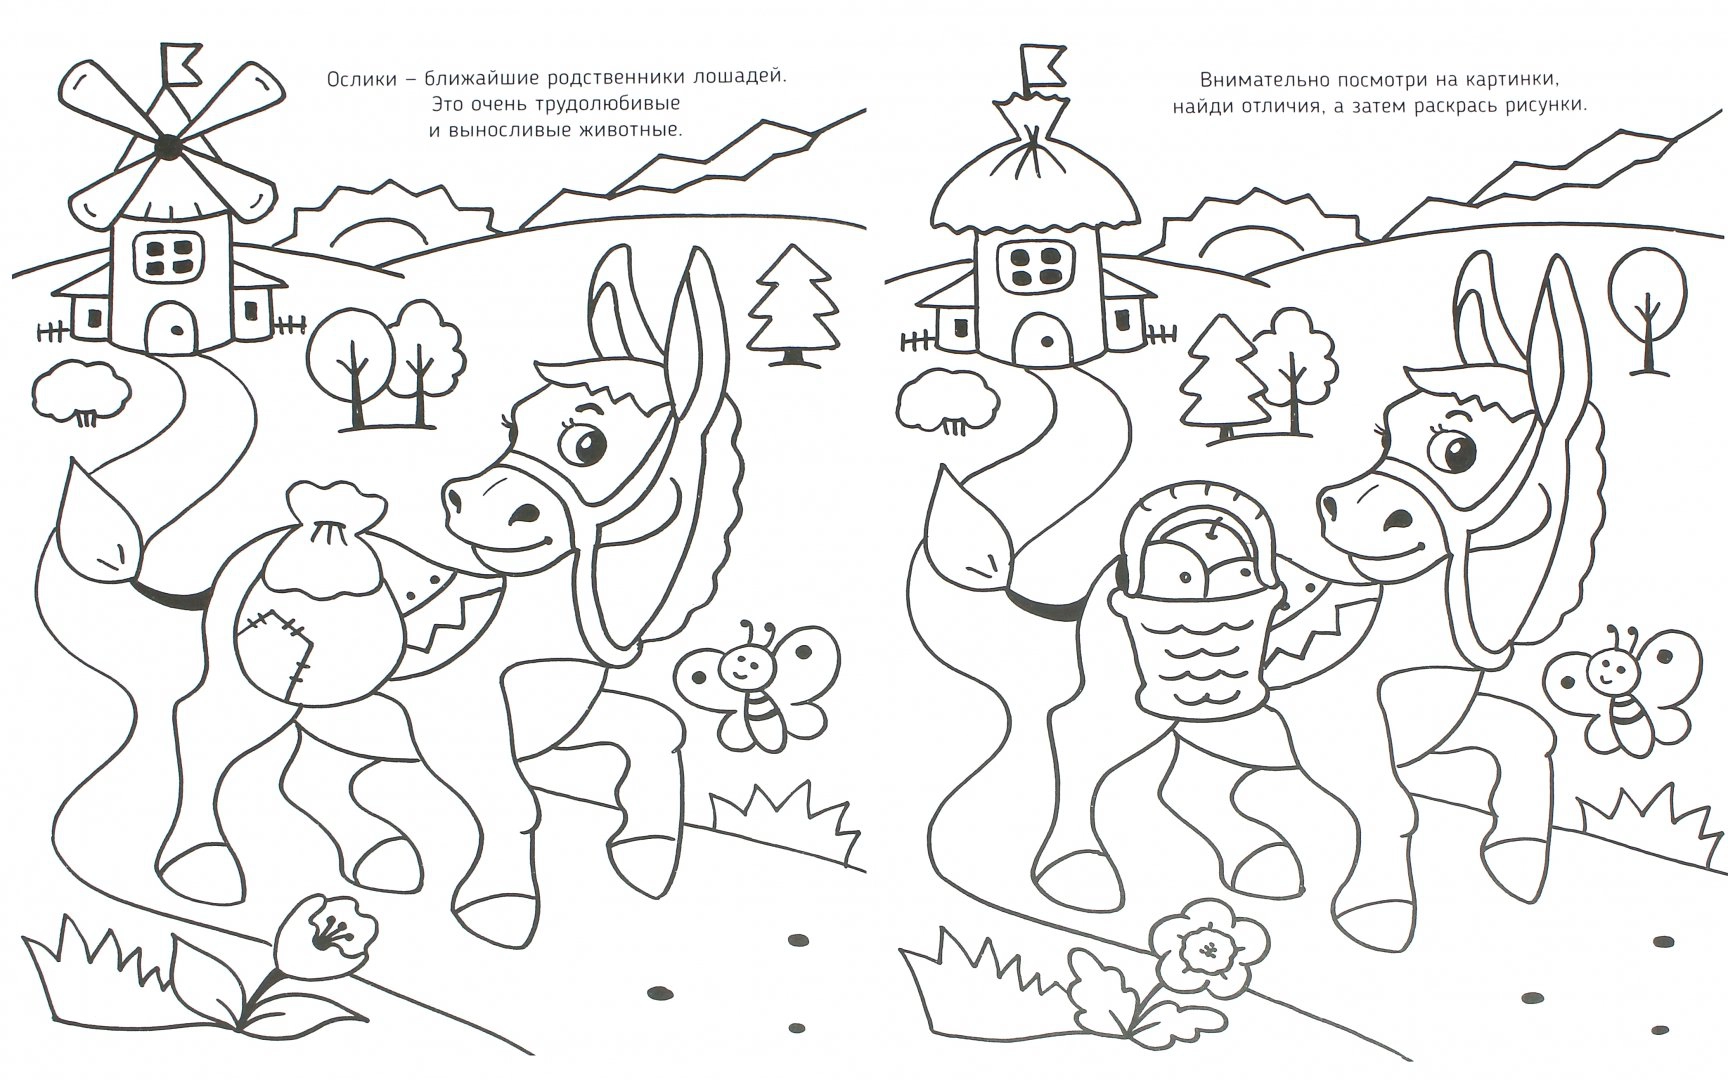 Ослики – ближайшие родственники лошадей.
Это очень трудолюбивые
и выносливые животные.
Внимательно посмотри на картинки,
найди отличия, а затем раскрась рисунки.